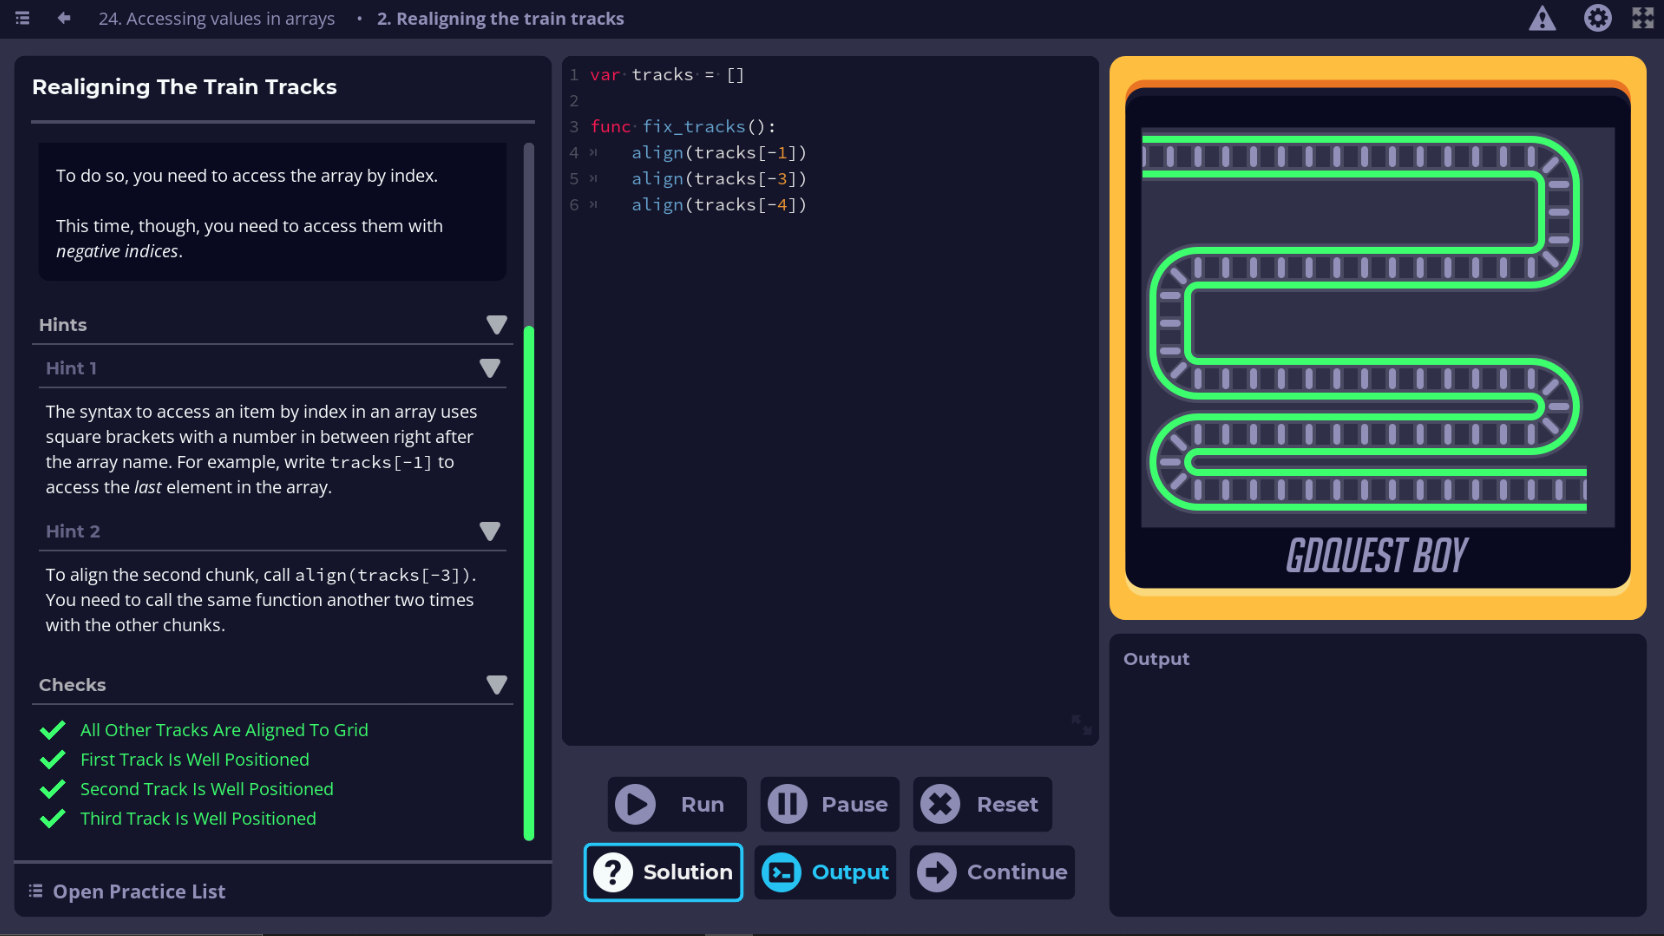 24. Accessing values in arrays • 2. Realigning the train tracks
Realigning The Train Tracks
To do so, you need to access the array by index.
This time, though, you need to access them with
negative indices.
Hints
Hint 1
The syntax to access an item by index in an array uses
square brackets with a number in between right after
the array name. For example, write tracks[-1] to
access the last element in the array.
Hint 2
To align the second chunk, call align(tracks[-3]).
You need to call the same function another two times
with the other chunks.
Checks
All Other Tracks Are Aligned To Grid
First Track Is Well Positioned
Second Track Is Well Positioned
Third Track Is Well Positioned
Open Practice List
1 var tracks = []
2
3 func fix_tracks():
4 align(tracks[-1])
5 align(tracks[-3])
6 align(tracks[-4])
Run
Pause
Reset
Solution
Output
Continue
GDQUEST BOY
Output